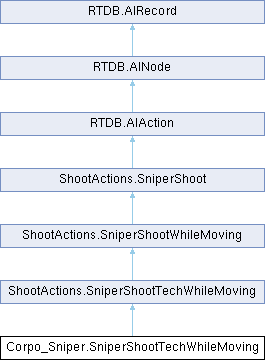 RTDB.AIRecord
RTDB.AINode
RTDB.AIAction
ShootActions.SniperShoot
ShootActions.SniperShootWhileMoving
ShootActions.SniperShootTechWhileMoving
Corpo_Sniper.SniperShootTechWhileMoving